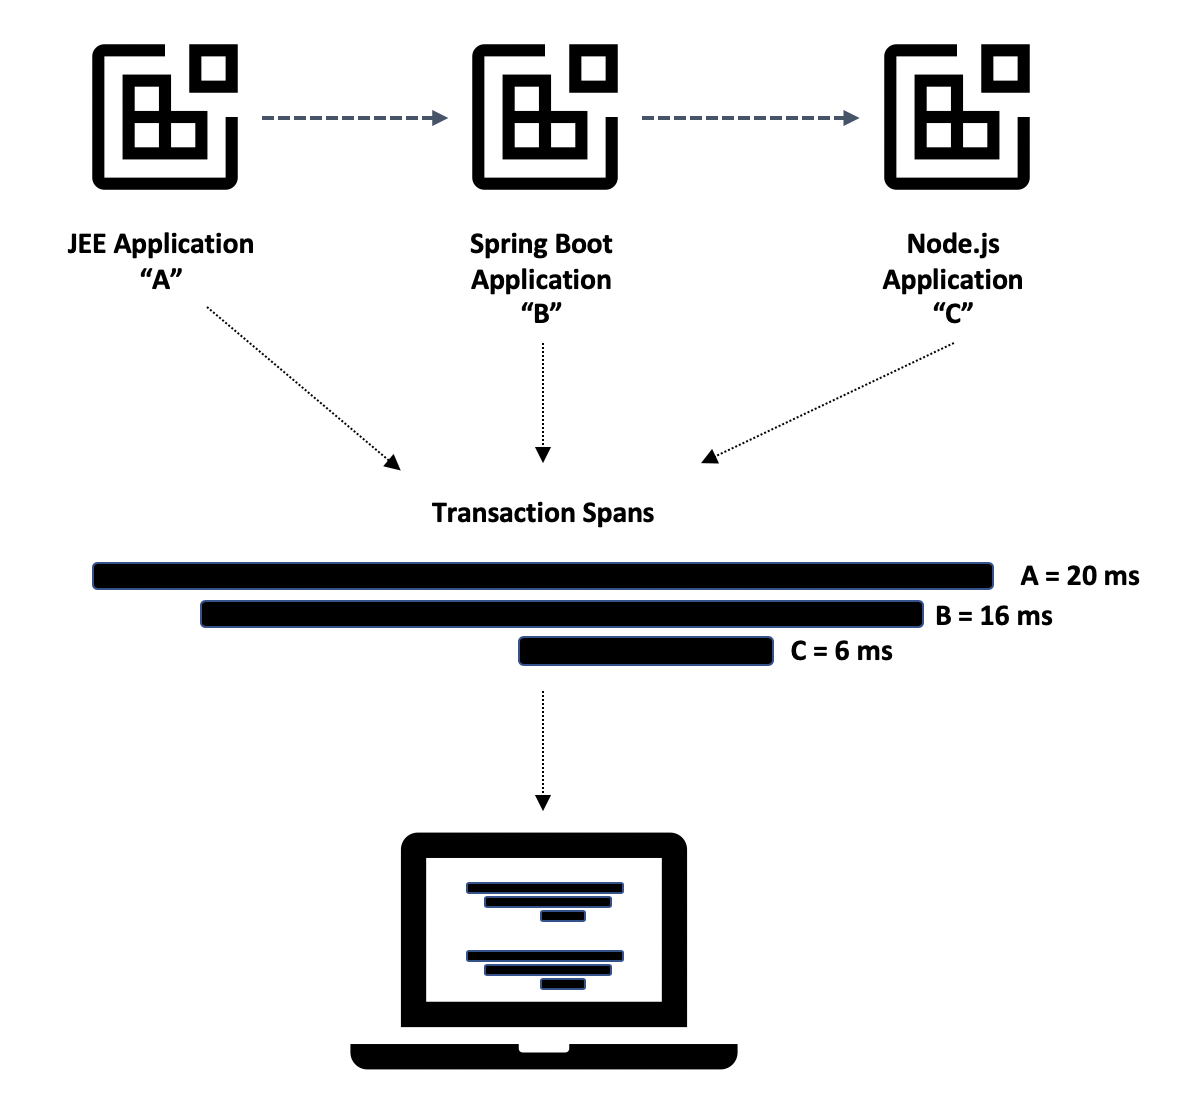 JEE Application
“A”
Spring Boot
Application
“B”
Node.js
Application
“C”
Transaction Spans
A = 20 ms
B = 16 ms
C = 6 ms